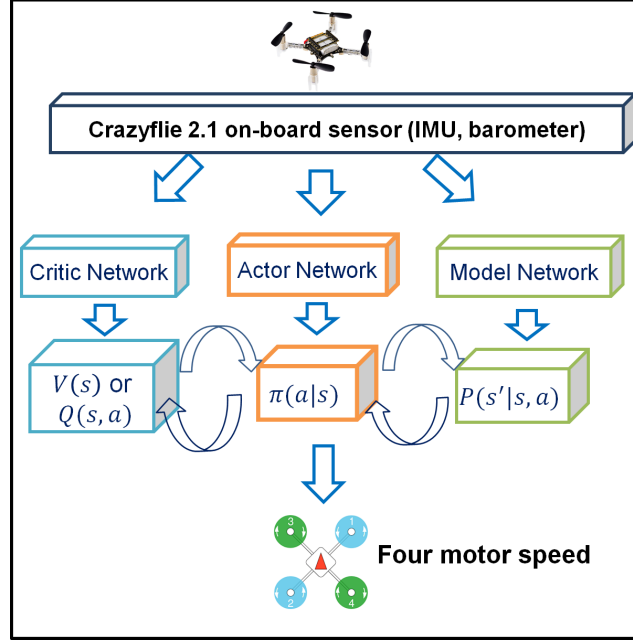 Crazyflie 2.1 on-board sensor (IMU, barometer)
Critic Network
Actor Network
Model Network
V(s) or
Q(s, a)
π(a|s)
P(s′|s, a)
3
1
2
4
Four motor speed